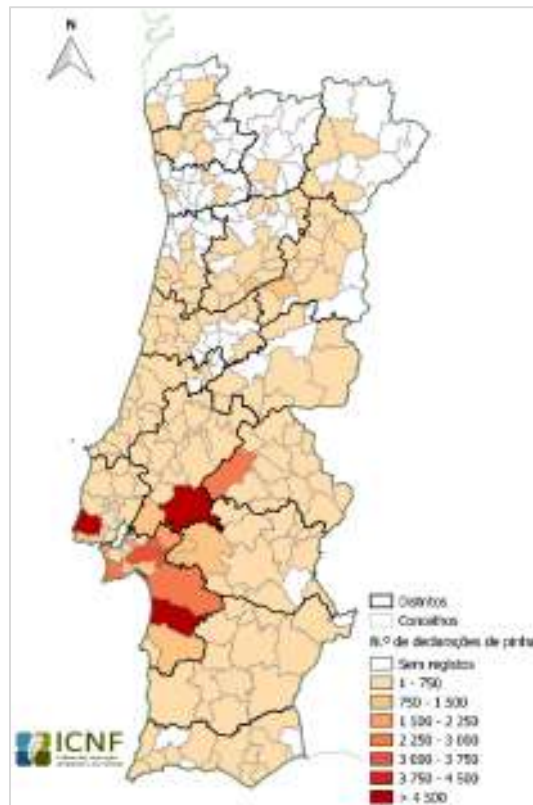 N
Distritos
Concelhos
N.º de declarações de pinha
Sem registos
1 - 750
750 - 1 500
1 500 - 2 250
2 250 - 3 000
3 000 - 3 750
3 750 - 4 500
> 4 500
ICNF